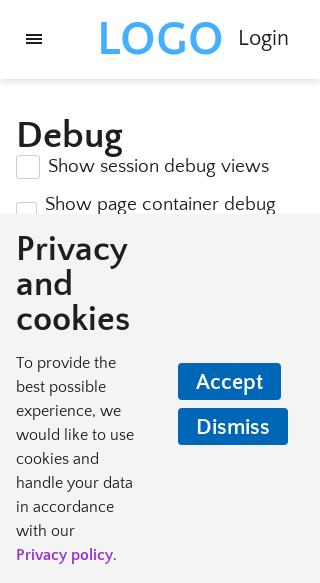 LOGO Login
Debug
Show session debug views
Show page container debug
Privacy
and
cookies
To provide the
best possible
experience, we
would like to use
cookies and
handle your data
in accordance
with our
Privacy policy.
Accept
Dismiss